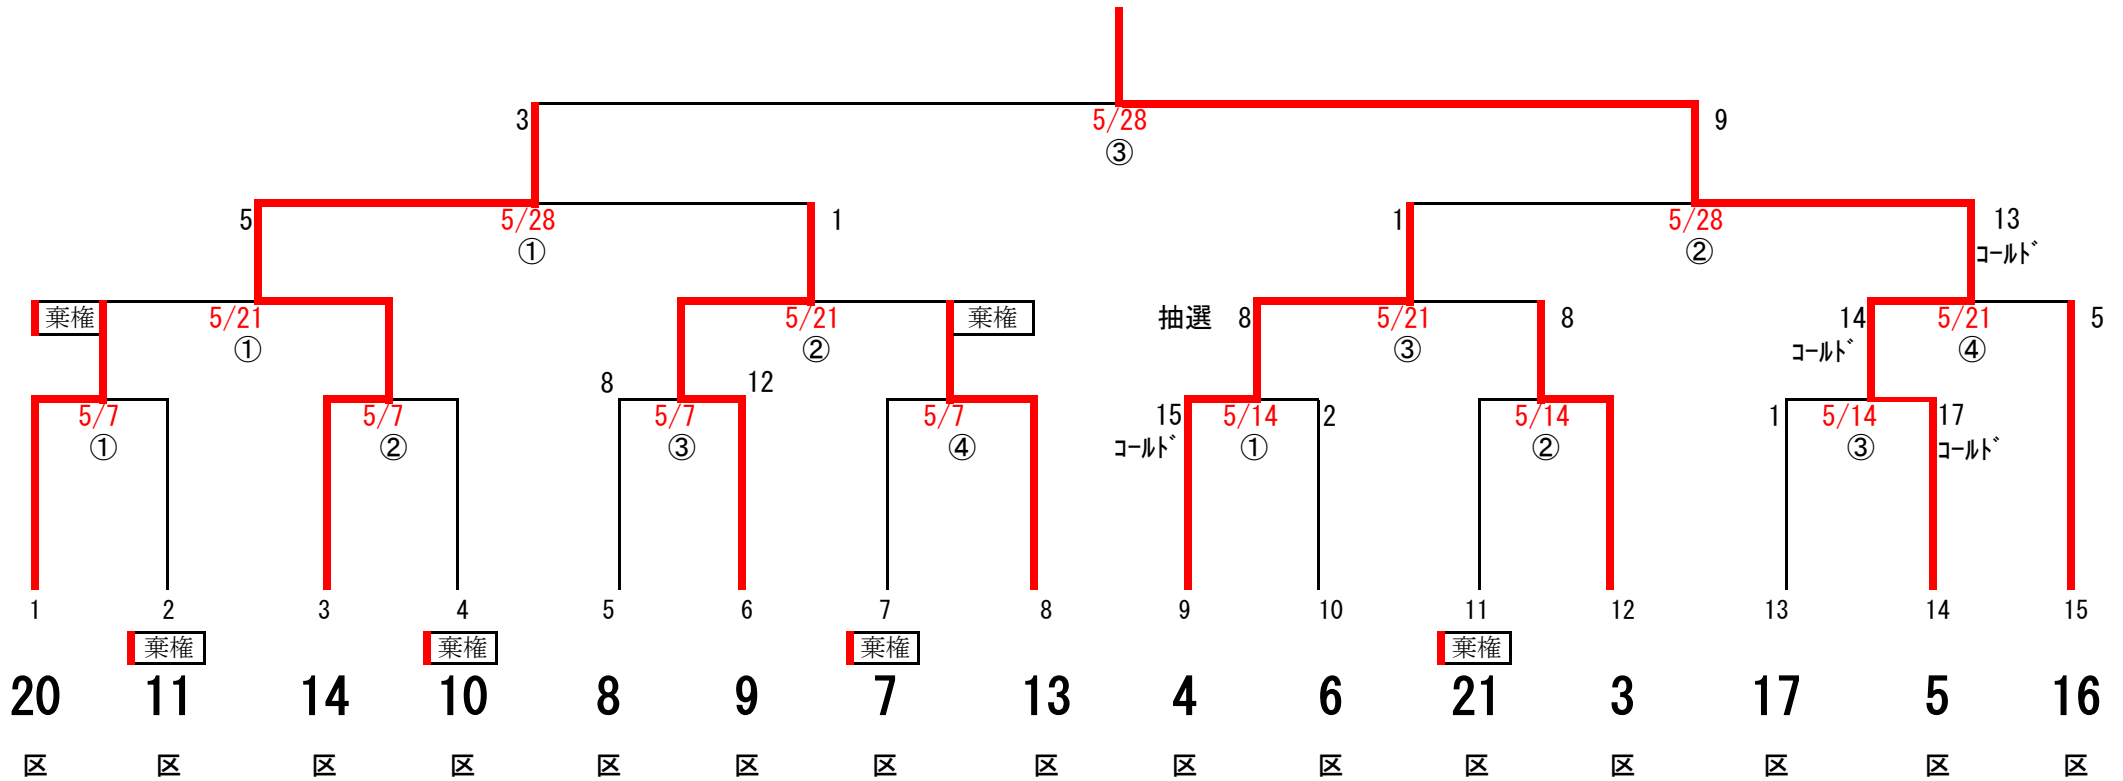 3 5/28 9
③
5 5/28 1 1 5/28 13
① ② ｺｰﾙﾄﾞ
棄権 5/21 5/21 棄権 抽選 8 5/21 8 14 5/21 5
① ② ③ ｺｰﾙﾄﾞ ④
8 12
5/7 5/7 5/7 5/7 15 5/14 2 5/14 1 5/14 17
① ② ③ ④ ｺｰﾙﾄﾞ ① ② ③ ｺｰﾙﾄﾞ
1 2 3 4 5 6 7 8 9 10 11 12 13 14 15
棄権 棄権 棄権 棄権
20 11 14 10 8 9 7 13 4 6 21 3 17 5 16
区 区 区 区 区 区 区 区 区 区 区 区 区 区 区